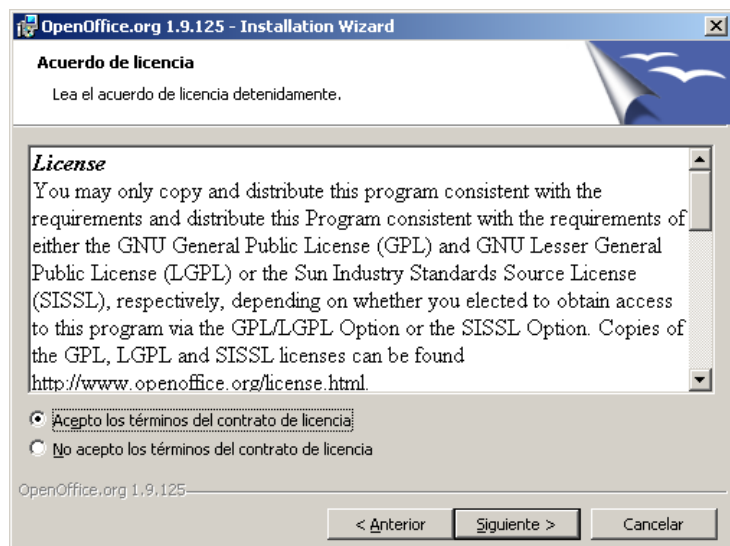 OpenOffice.org 1.9.125 - Installation Wizard
Acuerdo de licencia
Lea el acuerdo de licencia detenidamente.
License
You may only copy and distribute this program consistent with the
requirements and distribute this Program consistent with the requirements of
either the GNU General Public License (GPL) and GNU Lesser General
Public License (LGPL) or the Sun Industry Standards Source License
(SISSL), respectively, depending on whether you elected to obtain access
to this program via the GPL/LGPL Option or the SISSL Option. Copies of
the GPL, LGPL and SISSL licenses can be found
http://www.openoffice.org/license.html.
Acepto los términos del contrato de licencia
No acepto los términos del contrato de licencia
OpenOffice.org 1.9.125
< Anterior Siguiente > Cancelar